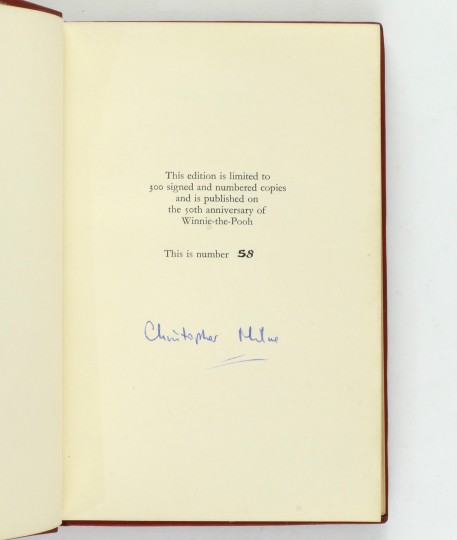 This edition is limited to
300 signed and numbered copies
and is published on
the 50th anniversary of
Winnie-the-Pooh
This is number 58
Christopher Milne